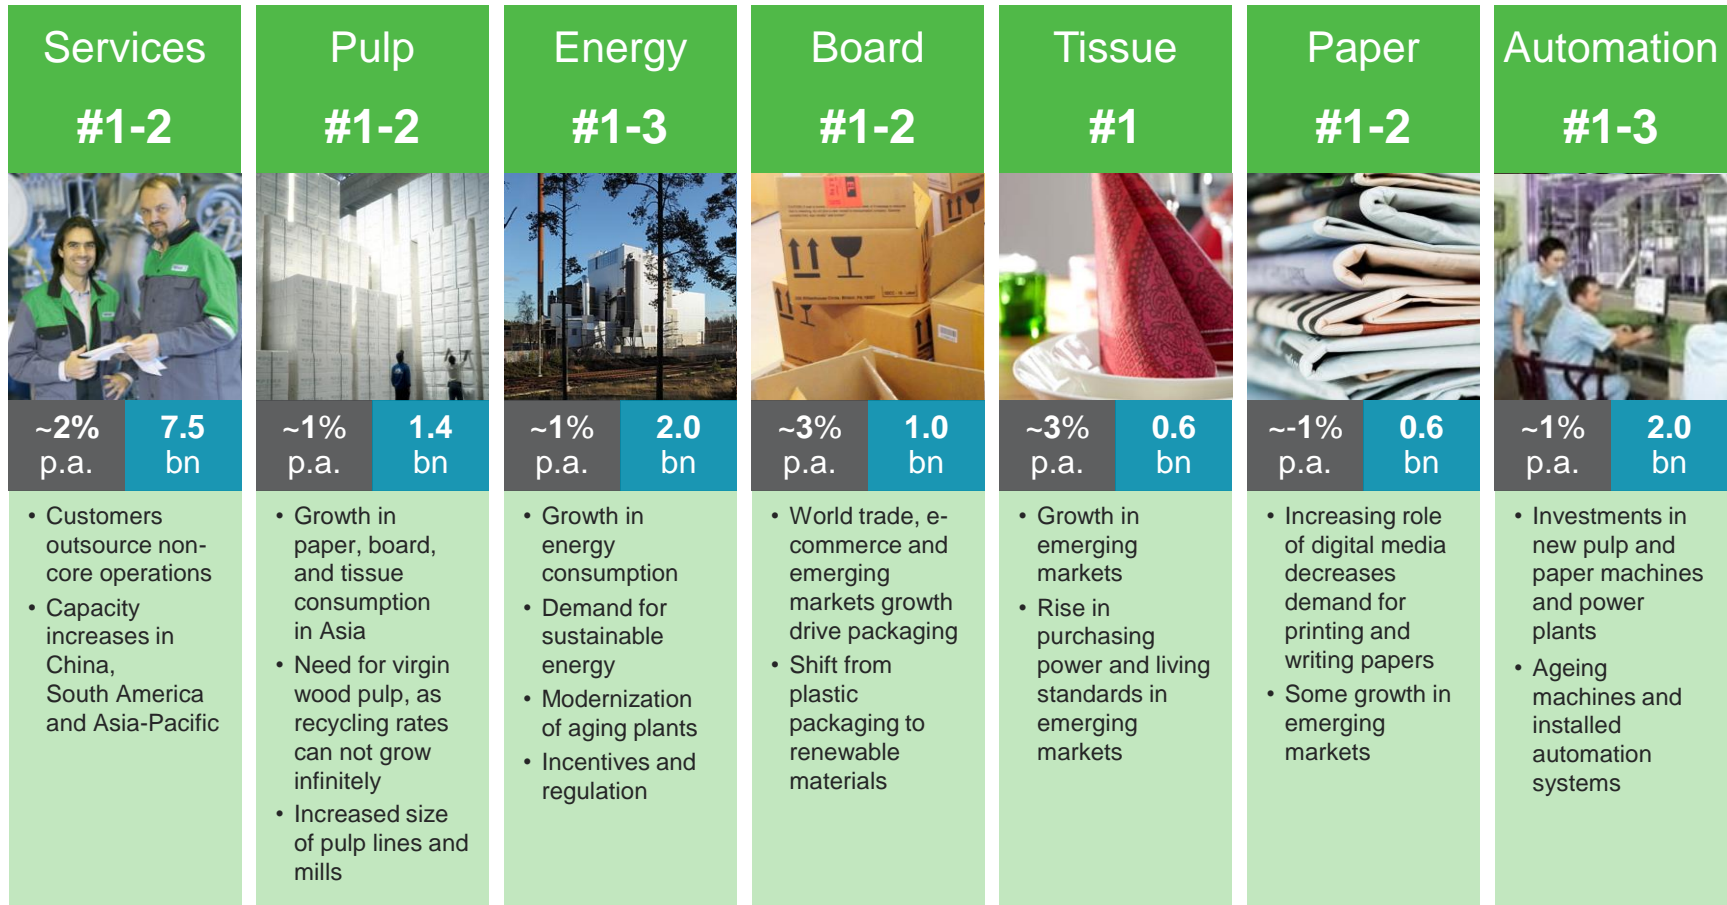 Services
#1-2
~2%
p.a.
7.5
bn
• Customers
outsource non-
core operations
• Capacity
increases in
China,
South America
and Asia-Pacific
Pulp
#1-2
~1%
p.a.
1.4
bn
• Growth in
paper, board,
and tissue
consumption
in Asia
• Need for virgin
wood pulp, as
recycling rates
can not grow
infinitely
• Increased size
of pulp lines and
mills
Energy
#1-3
~1%
p.a.
2.0
bn
• Growth in
energy
consumption
• Demand for
sustainable
energy
• Modernization
of aging plants
• Incentives and
regulation
Board
#1-2
~3%
p.a.
1.0
bn
• World trade, e-
commerce and
emerging
markets growth
drive packaging
• Shift from
plastic
packaging to
renewable
materials
Tissue
#1
~3%
p.a.
0.6
bn
• Growth in
emerging
markets
• Rise in
purchasing
power and living
standards in
emerging
markets
Paper
#1-2
~-1%
p.a.
0.6
bn
• Increasing role
of digital media
decreases
demand for
printing and
writing papers
• Some growth in
emerging
markets
Automation
#1-3
~1%
p.a.
2.0
bn
• Investments in
new pulp and
paper machines
and power
plants
• Ageing
machines and
installed
automation
systems